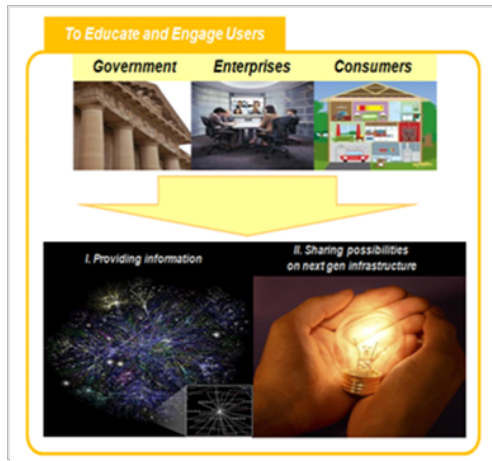 To Educate and Engage Users
Government Enterprises Consumers
I. Providing information
II. Sharing possibilities
on next gen infrastructure